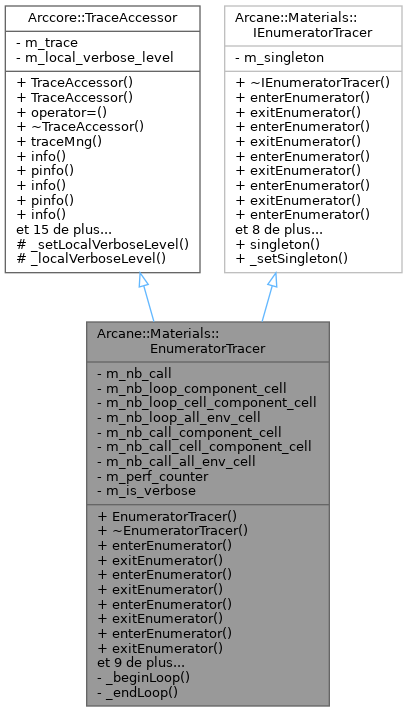 Arccore::TraceAccessor
- m_trace
- m_local_verbose_level
+ TraceAccessor()
+ TraceAccessor()
+ operator=()
+ ~TraceAccessor()
+ traceMng()
+ info()
+ pinfo()
+ info()
+ pinfo()
+ info()
et 15 de plus...
# _setLocalVerboseLevel()
# _localVerboseLevel()
Arcane::Materials::
IEnumeratorTracer
- m_singleton
+ ~IEnumeratorTracer()
+ enterEnumerator()
+ exitEnumerator()
+ enterEnumerator()
+ exitEnumerator()
+ enterEnumerator()
+ exitEnumerator()
+ enterEnumerator()
+ exitEnumerator()
+ enterEnumerator()
et 8 de plus...
+ singleton()
+ _setSingleton()
Arcane::Materials::
EnumeratorTracer
- m_nb_call
- m_nb_loop_component_cell
- m_nb_loop_cell_component_cell
- m_nb_loop_all_env_cell
- m_nb_call_component_cell
- m_nb_call_cell_component_cell
- m_nb_call_all_env_cell
- m_perf_counter
- m_is_verbose
+ EnumeratorTracer()
+ ~EnumeratorTracer()
+ enterEnumerator()
+ exitEnumerator()
+ enterEnumerator()
+ exitEnumerator()
+ enterEnumerator()
+ exitEnumerator()
+ enterEnumerator()
+ exitEnumerator()
et 9 de plus...
- _beginLoop()
- _endLoop()